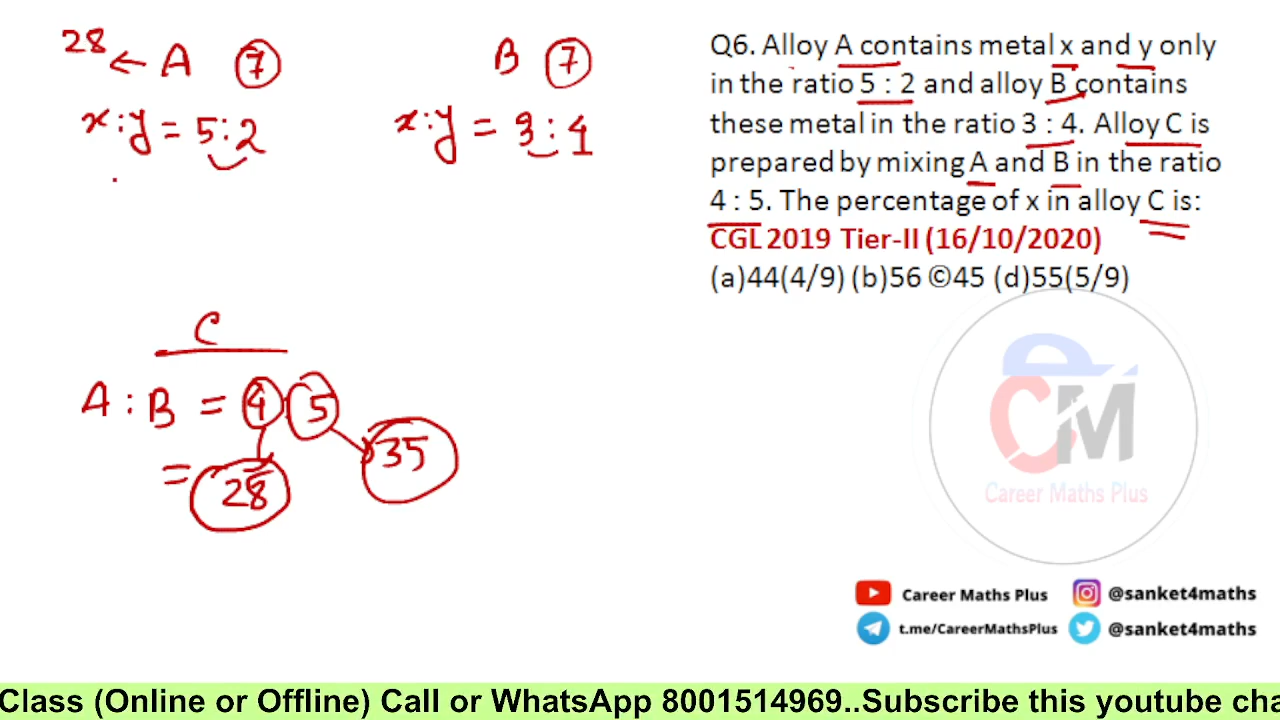 28 ← A 7
x : y = 5 : 2
B 7
x : y = 3 : 4
C
A : B = 4 : 5
= 28 35
Q6. Alloy A contains metal x and y only
in the ratio 5 : 2 and alloy B contains
these metal in the ratio 3 : 4. Alloy C is
prepared by mixing A and B in the ratio
4 : 5. The percentage of x in alloy C is:
CGL 2019 Tier-II (16/10/2020)
(a)44(4/9) (b)56 ©45 (d)55(5/9)
CM
Career Maths Plus
Career Maths Plus @sanket4maths
t.me/CareerMathsPlus @sanket4maths
Class (Online or Offline) Call or WhatsApp 8001514969..Subscribe this youtube cha